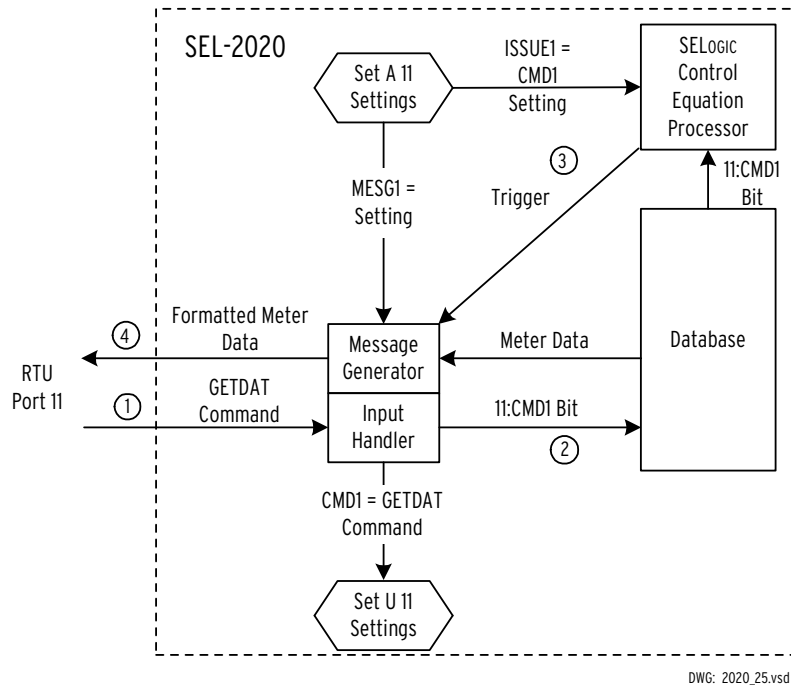 SEL-2020
Set A 11
Settings
ISSUE1 =
CMD1
Setting
SELOGIC
Control
Equation
Processor
3
11:CMD1
Bit
MESG1 =
Setting
Trigger
4
Formatted Meter
Data
Message
Generator
Meter Data
Database
RTU
Port 11
1
GETDAT
Command
Input
Handler
11:CMD1 Bit
2
CMD1 = GETDAT
Command
Set U 11
Settings
DWG: 2020_25.vsd